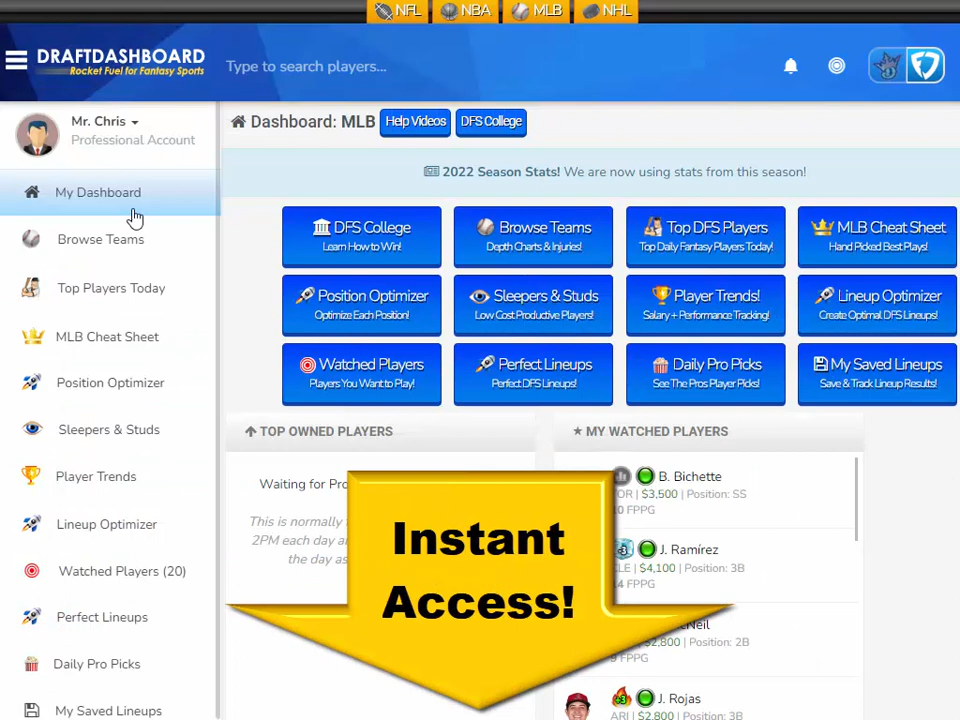 NFL NBA MLB NHL
DRAFTDASHBOARD
Rocket Fuel for Fantasy Sports
Type to search players...
Mr. Chris
Professional Account
My Dashboard
Browse Teams
Top Players Today
MLB Cheat Sheet
Position Optimizer
Sleepers & Studs
Player Trends
Lineup Optimizer
Watched Players (20)
Perfect Lineups
Daily Pro Picks
My Saved Lineups
Dashboard: MLB Help Videos DFS College
2022 Season Stats! We are now using stats from this season!
DFS College
Learn How to Win!
Browse Teams
Depth Charts & Injuries!
Top DFS Players
Top Daily Fantasy Players Today!
MLB Cheat Sheet
Hand Picked Best Plays!
Position Optimizer
Optimize Each Position!
Sleepers & Studs
Low Cost Productive Players!
Player Trends!
Salary + Performance Tracking!
Lineup Optimizer
Create Optimal DFS Lineups!
Watched Players
Players You Want to Play!
Perfect Lineups
Perfect DFS Lineups!
Daily Pro Picks
See The Pros Player Picks!
My Saved Lineups
Save & Track Lineup Results!
TOP OWNED PLAYERS
Waiting for
This is normally
2PM each day
the day
MY WATCHED PLAYERS
B. Bichette
$3,500 | Position: SS
FPPG
J. Ramírez
$4,100 | Position: 3B
FPPG
$2,800 | Position: 2B
FPPG
J. Rojas
ARI | $2,800 | Position: 3B
Instant
Access!